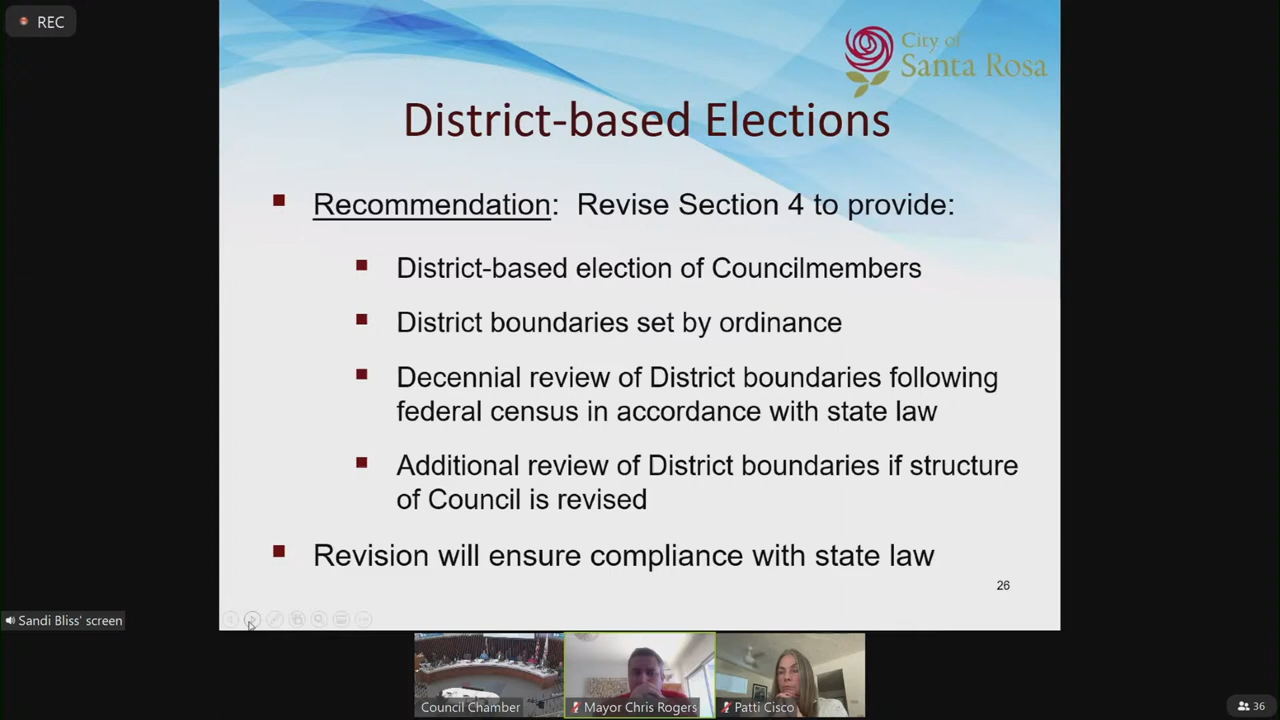 REC
City of
Santa Rosa
District-based Elections
Recommendation: Revise Section 4 to provide:
District-based election of Councilmembers
District boundaries set by ordinance
Decennial review of District boundaries following
federal census in accordance with state law
Additional review of District boundaries if structure
of Council is revised
Revision will ensure compliance with state law
26
Sandi Bliss' screen
Council Chamber
Mayor Chris Rogers
Patti Cisco
36